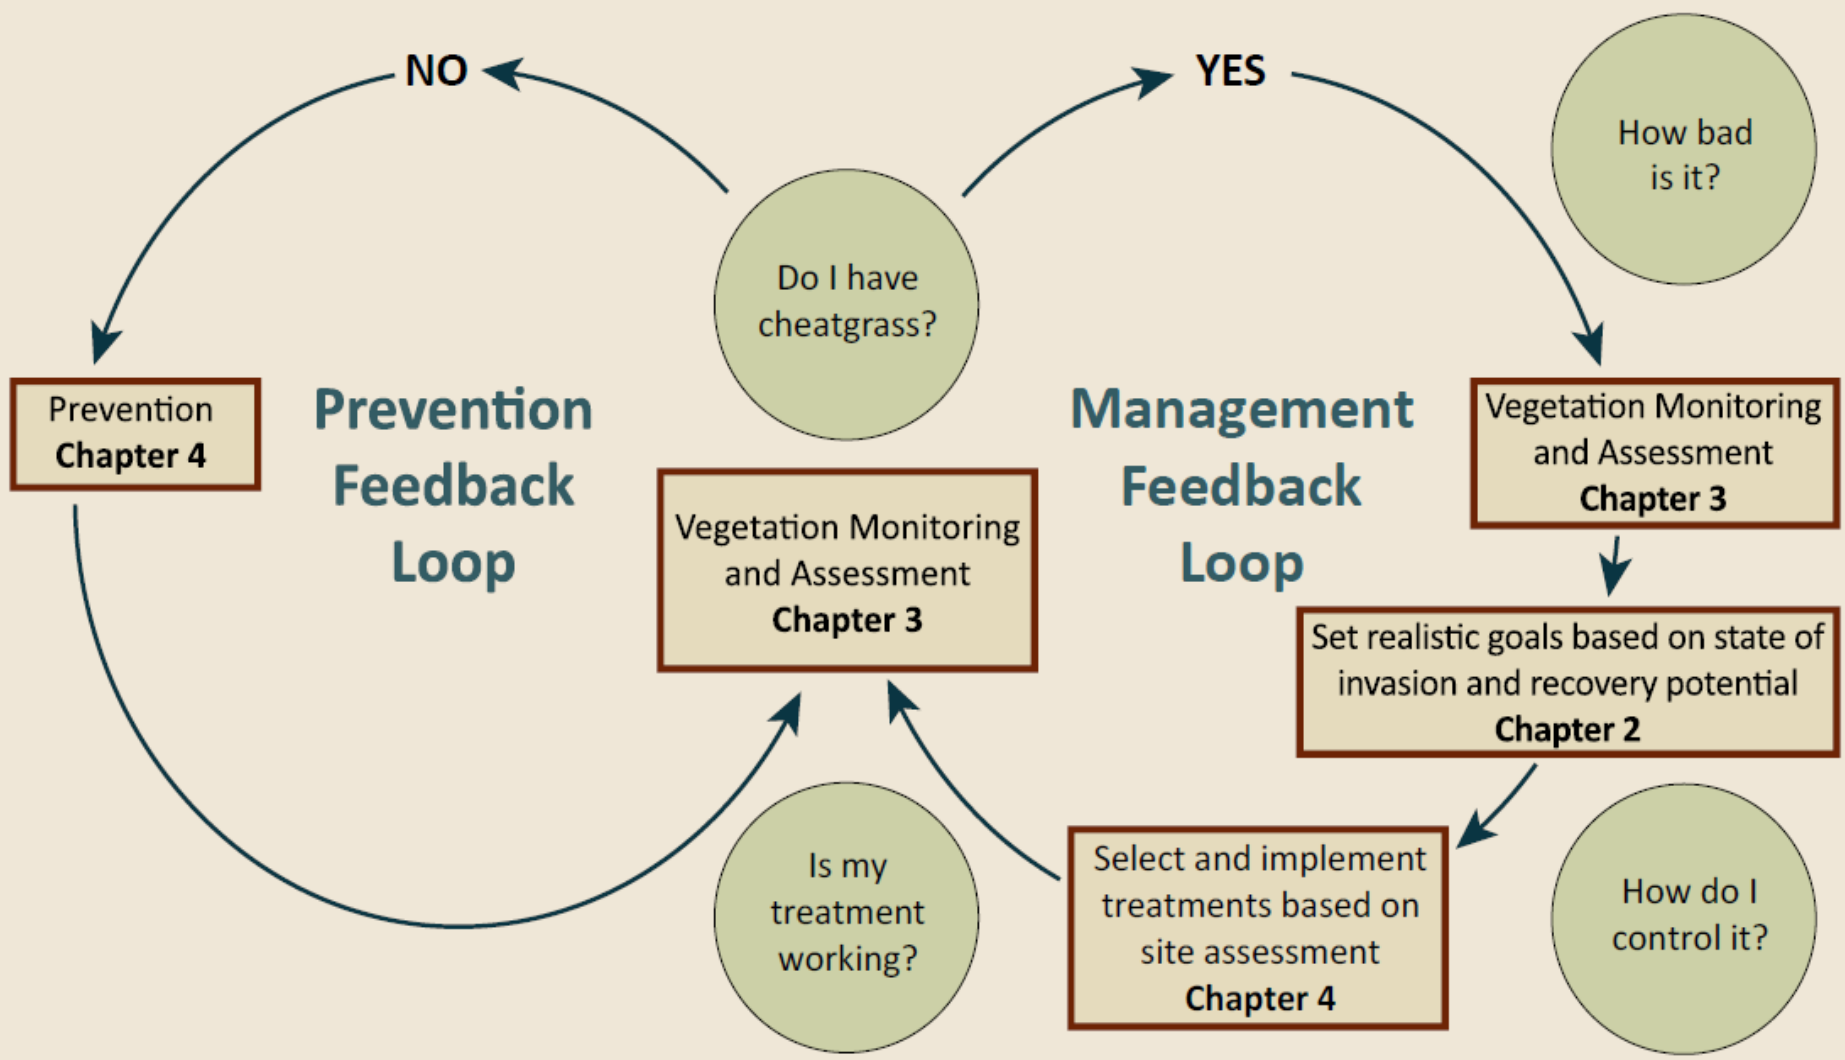 NO
YES
How bad
is it?
Do I have
cheatgrass?
Prevention
Chapter 4
Prevention
Feedback
Loop
Management
Feedback
Loop
Vegetation Monitoring
and Assessment
Chapter 3
Vegetation Monitoring
and Assessment
Chapter 3
Set realistic goals based on state of
invasion and recovery potential
Chapter 2
Is my
treatment
working?
Select and implement
treatments based on
site assessment
Chapter 4
How do I
control it?